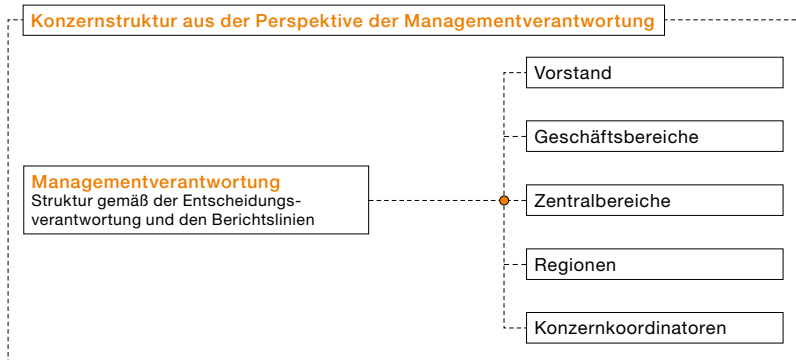 Konzernstruktur aus der Perspektive der Managementverantwortung
Vorstand
Geschäftsbereiche
Managementverantwortung
Struktur gemäß der Entscheidungs-
verantwortung und den Berichtslinien
Zentralbereiche
Regionen
Konzernkoordinatoren